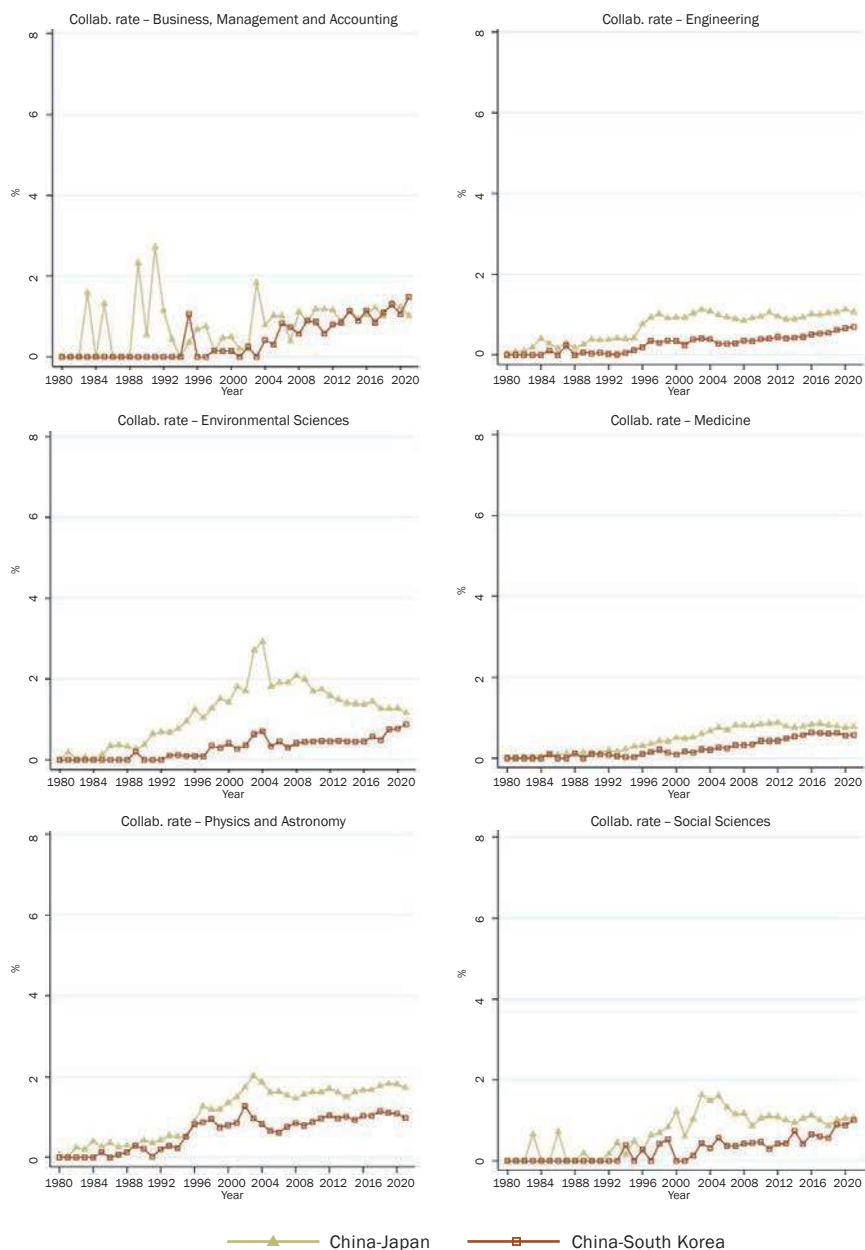 Collab. rate – Business, Management and Accounting
8
6
4
2
0
%
1980 1984 1988 1992 1996 2000 2004 2008 2012 2016 2020
Year
Collab. rate – Engineering
8
6
4
2
0
%
1980 1984 1988 1992 1996 2000 2004 2008 2012 2016 2020
Year
Collab. rate – Environmental Sciences
8
6
4
2
0
%
1980 1984 1988 1992 1996 2000 2004 2008 2012 2016 2020
Year
Collab. rate – Medicine
8
6
4
2
0
%
1980 1984 1988 1992 1996 2000 2004 2008 2012 2016 2020
Year
Collab. rate – Physics and Astronomy
8
6
4
2
0
%
1980 1984 1988 1992 1996 2000 2004 2008 2012 2016 2020
Year
Collab. rate – Social Sciences
8
6
4
2
0
%
1980 1984 1988 1992 1996 2000 2004 2008 2012 2016 2020
Year
China-Japan China-South Korea